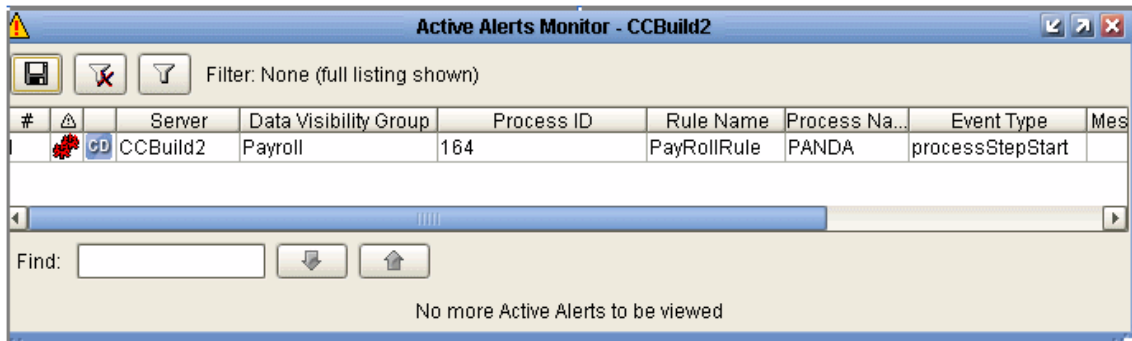 Active Alerts Monitor - CCBuild2
Filter: None (full listing shown)
# Server Data Visibility Group Process ID Rule Name Process Na... Event Type Mes
CD CCBuild2 Payroll 164 PayRollRule PANDA processStepStart
Find:
No more Active Alerts to be viewed